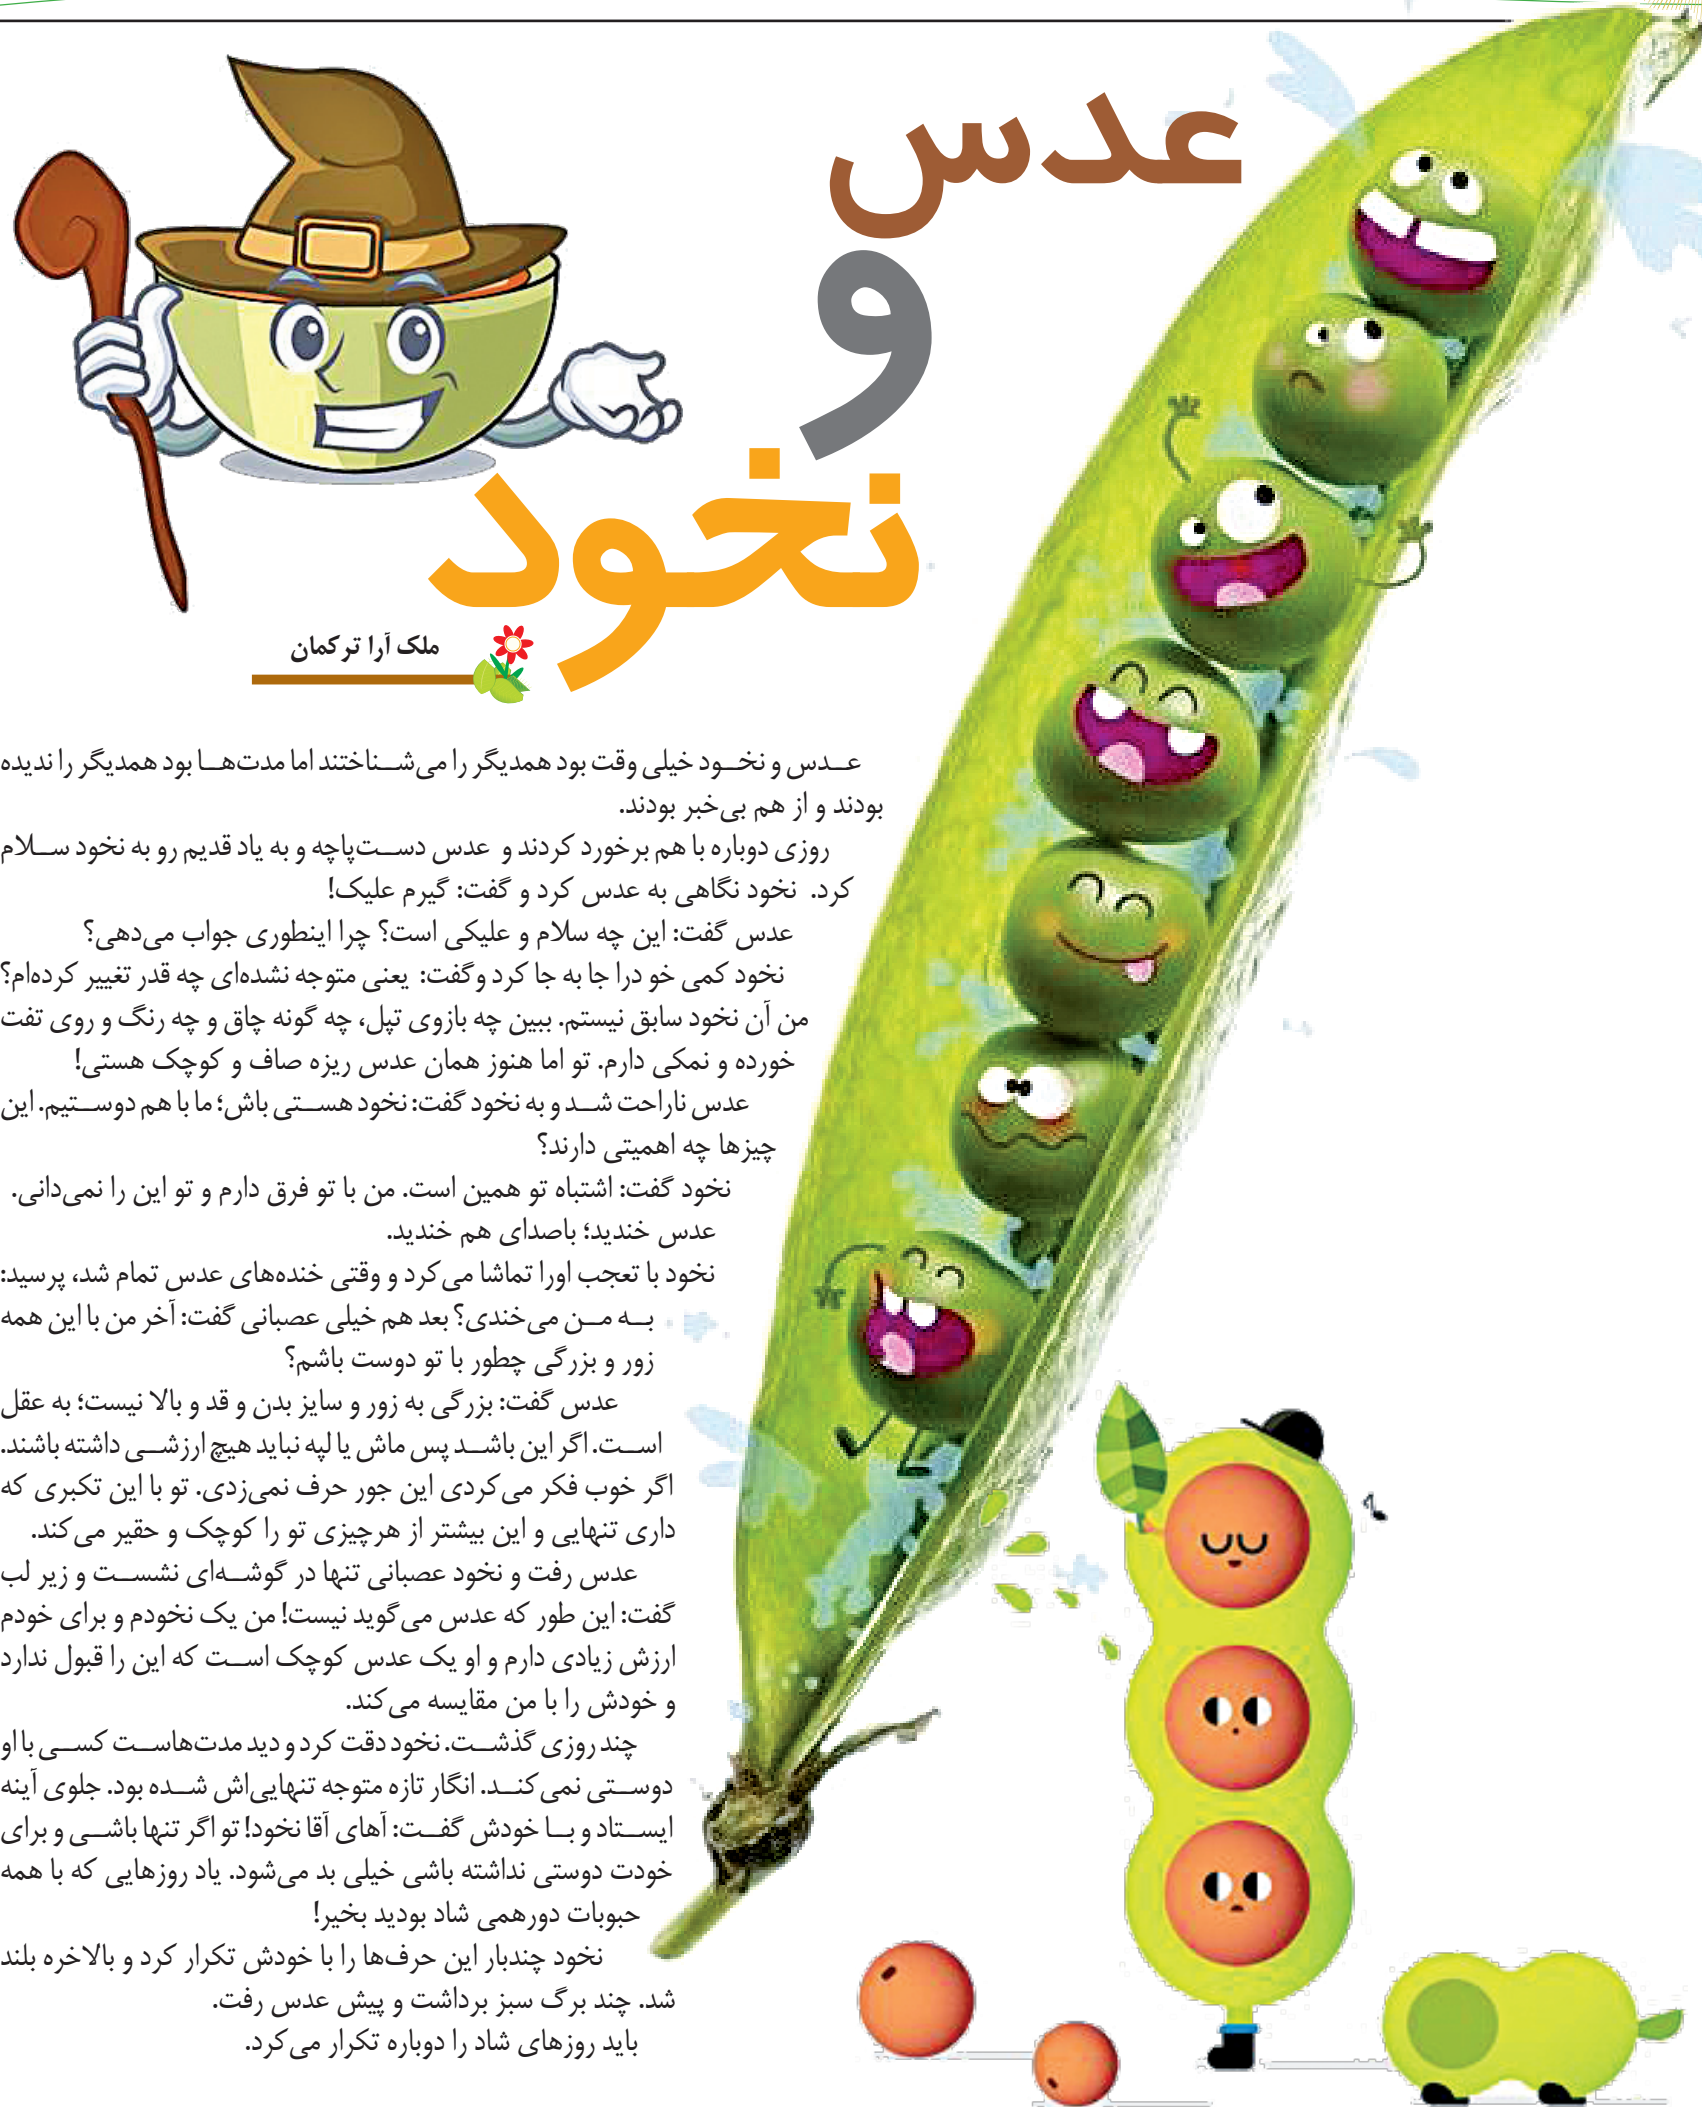 عدس
و
نخود
ملک آرا ترکمان
عـدس و نخـود خیلی وقت بود همدیگر را می‌شـناختند اما مدت‌هـا بود همدیگر را ندیده
بودند و از هم بی‌خبر بودند.
روزی دوباره با هم برخورد کردند و عدس دسـت‌پاچه و به یاد قدیم رو به نخود سـلام
کرد. نخود نگاهی به عدس کرد و گفت: گیرم علیک!
عدس گفت: این چه سلام و علیکی است؟ چرا اینطوری جواب می‌دهی؟
نخود کمی خو درا جا به جا کرد وگفت: یعنی متوجه نشده‌ای چه قدر تغییر کرده‌ام؟
من آن نخود سابق نیستم. ببین چه بازوی تپل، چه گونه چاق و چه رنگ و روی تفت
خورده و نمکی دارم. تو اما هنوز همان عدس ریزه صاف و کوچک هستی!
عدس ناراحت شـد و به نخود گفت: نخود هسـتی باش؛ ما با هم دوسـتیم. این
چیزها چه اهمیتی دارند؟
نخود گفت: اشتباه تو همین است. من با تو فرق دارم و تو این را نمی‌دانی.
عدس خندید؛ باصدای هم خندید.
نخود با تعجب اورا تماشا می‌کرد و وقتی خنده‌های عدس تمام شد، پرسید:
بـه مـن می‌خندی؟ بعد هم خیلی عصبانی گفت: آخر من با این همه
زور و بزرگی چطور با تو دوست باشم؟
عدس گفت: بزرگی به زور و سایز بدن و قد و بالا نیست؛ به عقل
اسـت. اگر این باشـد پس ماش یا لپه نباید هیچ ارزشـی داشته باشند.
اگر خوب فکر می‌کردی این جور حرف نمی‌زدی. تو با این تکبری که
داری تنهایی و این بیشتر از هرچیزی تو را کوچک و حقیر می‌کند.
عدس رفت و نخود عصبانی تنها در گوشـه‌ای نشسـت و زیر لب
گفت: این طور که عدس می‌گوید نیست! من یک نخودم و برای خودم
ارزش زیادی دارم و او یک عدس کوچک اسـت که این را قبول ندارد
و خودش را با من مقایسه می‌کند.
چند روزی گذشـت. نخود دقت کرد و دید مدت‌هاسـت کسـی با او
دوسـتی نمی‌کنـد. انگار تازه متوجه تنهایی‌اش شـده بود. جلوی آینه
ایسـتاد و بـا خودش گفـت: آهای آقا نخود! تو اگر تنها باشـی و برای
خودت دوستی نداشته باشی خیلی بد می‌شود. یاد روزهایی که با همه
حبوبات دورهمی شاد بودید بخیر!
نخود چندبار این حرف‌ها را با خودش تکرار کرد و بالاخره بلند
شد. چند برگ سبز برداشت و پیش عدس رفت.
باید روزهای شاد را دوباره تکرار می‌کرد.